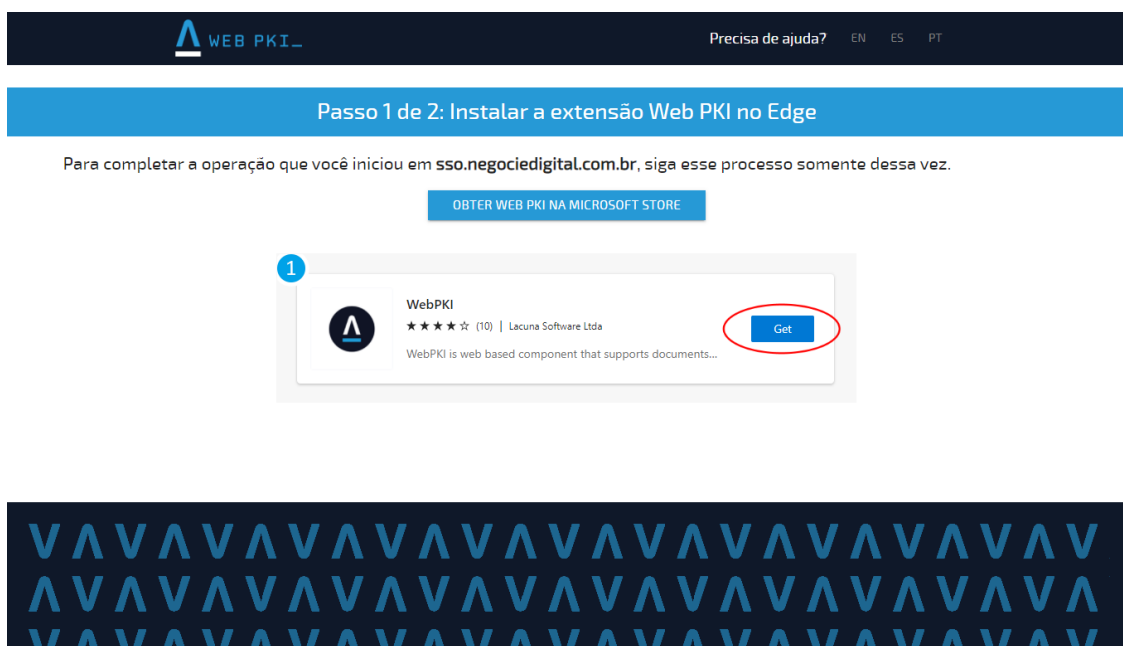 WEB PKI_
Precisa de ajuda? EN ES PT
Passo 1 de 2: Instalar a extensão Web PKI no Edge
Para completar a operação que você iniciou em sso.negociedigital.com.br, siga esse processo somente dessa vez.
OBTER WEB PKI NA MICROSOFT STORE
1
WebPKI
★★★★☆ (10) | Lacuna Software Ltda
Get
WebPKI is web based component that supports documents...